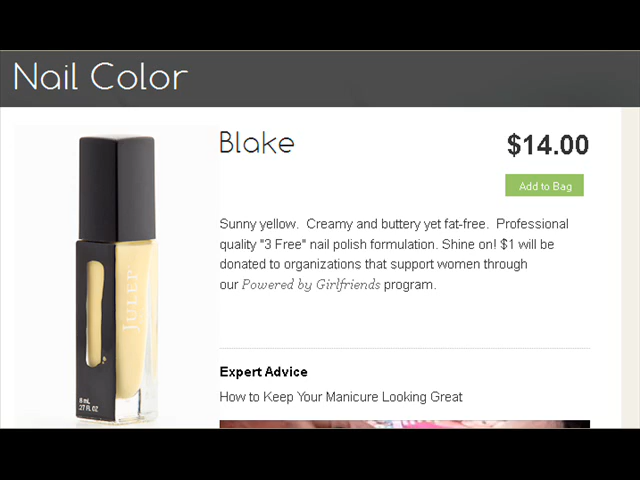 Nail Color
Blake
$14.00
Add to Bag
Sunny yellow.  Creamy and buttery yet fat-free.  Professional
quality "3 Free" nail polish formulation. Shine on! $1 will be
donated to organizations that support women through
our Powered by Girlfriends program.
JULEP
8 mL
.27 FL OZ
Expert Advice
How to Keep Your Manicure Looking Great